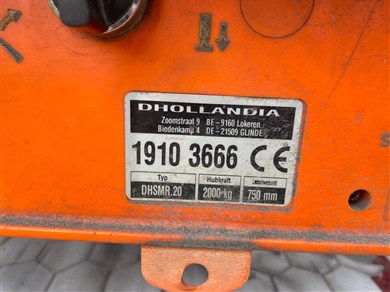 DHOLLANDIA
Zoomstraat 9 BE-9160 Lokeren
Biedenkamp 4 DE-21509 GLINDE
1910 3666 CE
Typ Hubkraft
DHSMR.20 2000 kg 750 mm
S